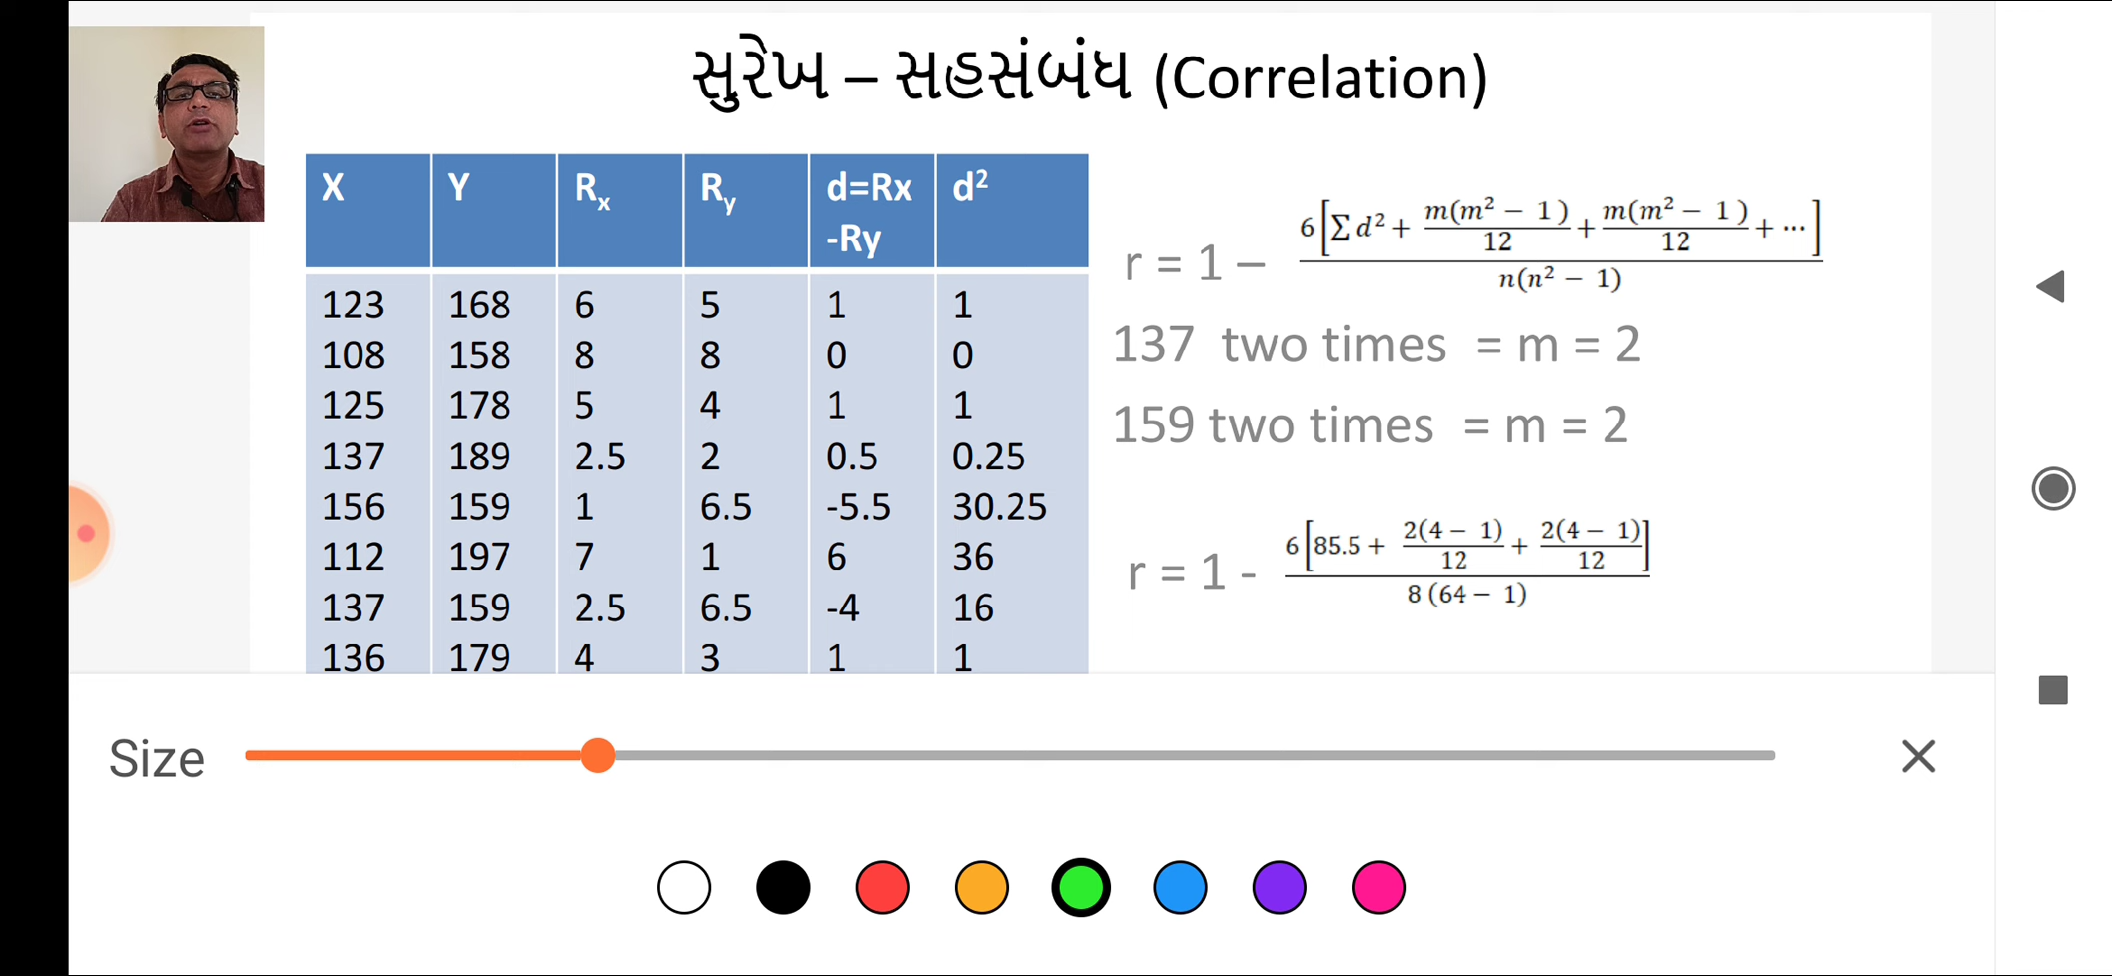 સુરેખ – સહસંબંધ (Correlation)
X Y Rx Ry d=Rx -Ry d²
123 168 6 5 1 1
108 158 8 8 0 0
125 178 5 4 1 1
137 189 2.5 2 0.5 0.25
156 159 1 6.5 -5.5 30.25
112 197 7 1 6 36
137 159 2.5 6.5 -4 16
136 179 4 3 1 1
r = 1 – 6[∑ d² + m(m² – 1)/12 + m(m² – 1)/12 + ···] / n(n² – 1)
137 two times = m = 2
159 two times = m = 2
r = 1 - 6[85.5 + 2(4 – 1)/12 + 2(4 – 1)/12] / 8 (64 – 1)
Size